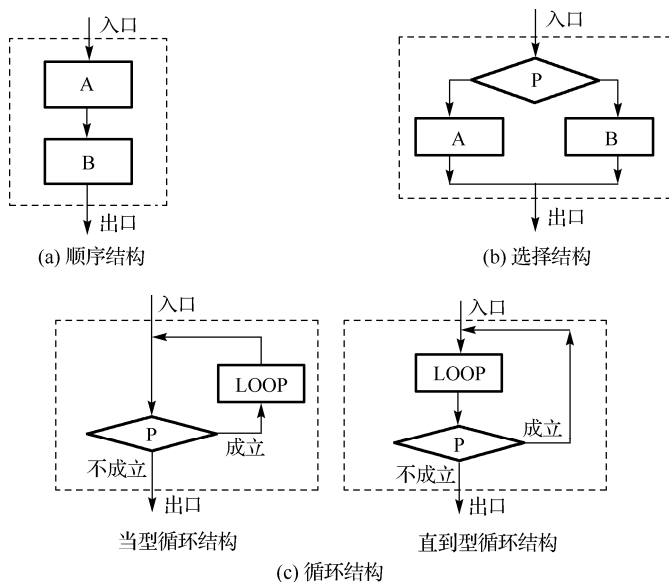 入口
A
B
出口
(a) 顺序结构
入口
P
A
B
出口
(b) 选择结构
入口
LOOP
P
成立
不成立
出口
当型循环结构
入口
LOOP
P
成立
不成立
出口
直到型循环结构
(c) 循环结构